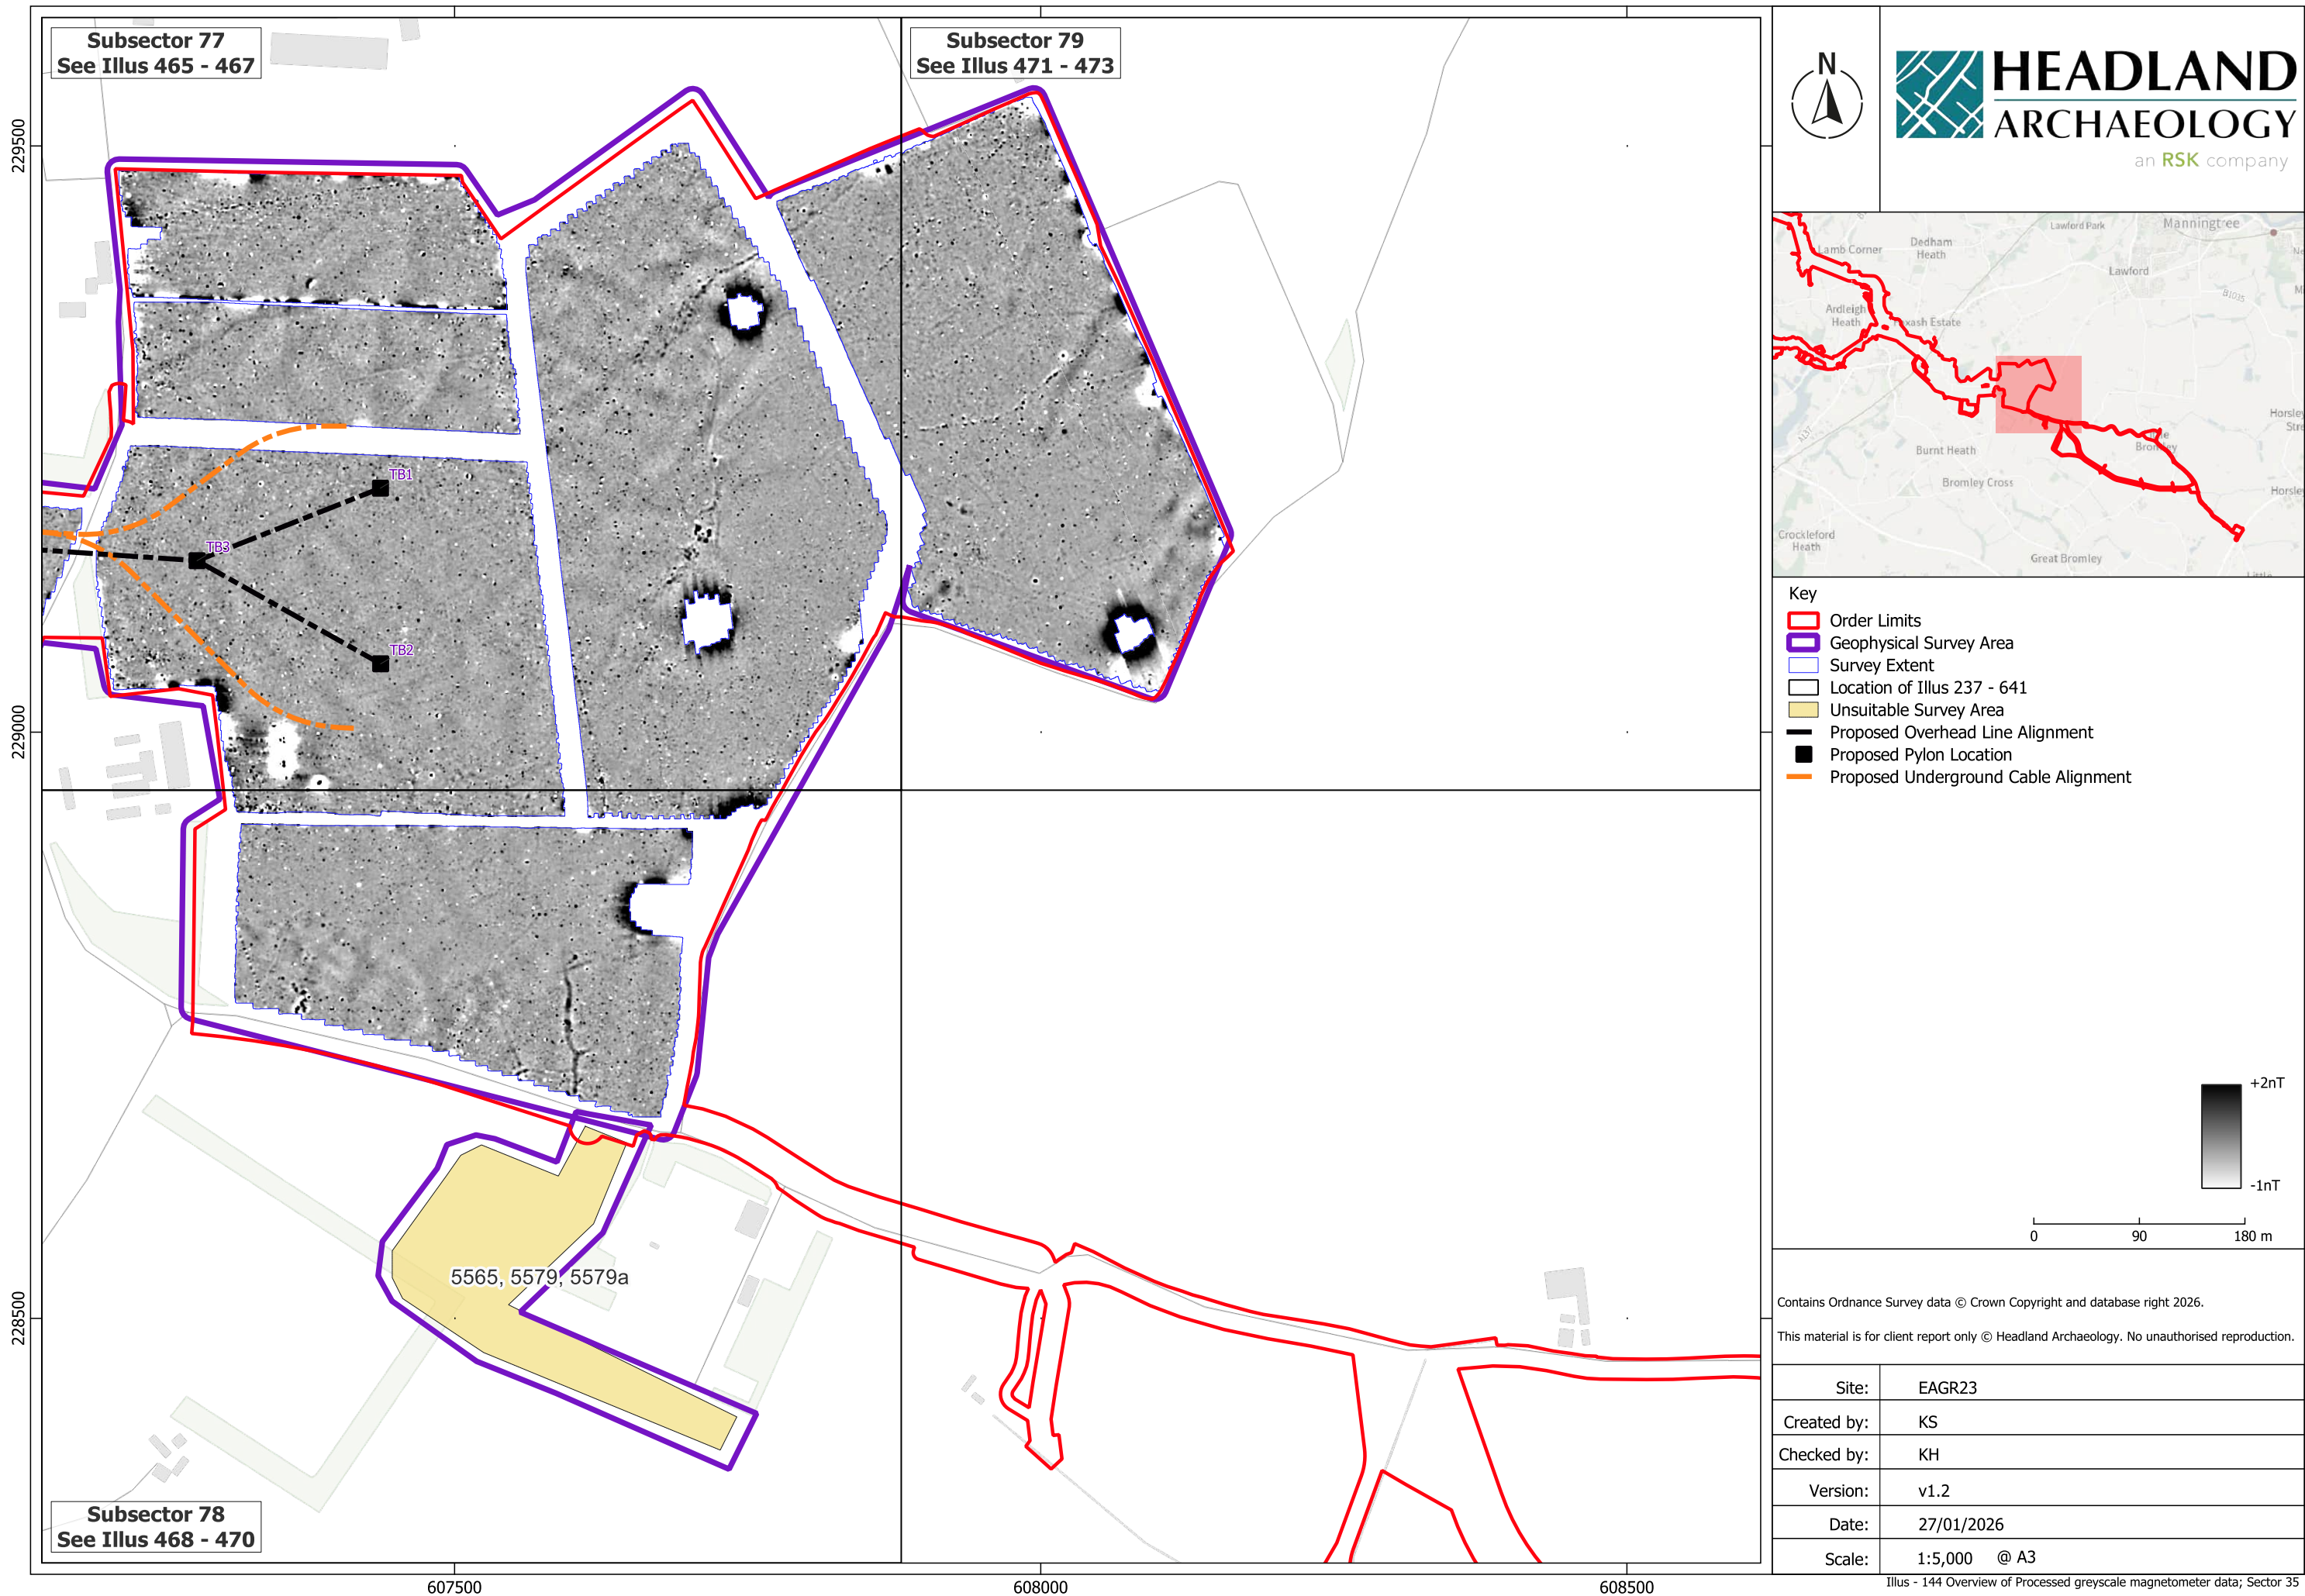 Subsector 77
See Illus 465 - 467
Subsector 79
See Illus 471 - 473
229500
229000
228500
TB1
TB3
TB2
5565, 5579, 5579a
Subsector 78
See Illus 468 - 470
607500
608000
608500
N
HEADLAND
ARCHAEOLOGY
an RSK company
Lamb Corner
Dedham
Heath
Lawford Park
Manningtree
Lawford
B1035
Ardleigh
Heath
Burnt Heath
Bromley Cross
A137
Crockleford
Heath
Great Bromley
Horsley
Horsley
Little
Key
Order Limits
Geophysical Survey Area
Survey Extent
Location of Illus 237 - 641
Unsuitable Survey Area
Proposed Overhead Line Alignment
Proposed Pylon Location
Proposed Underground Cable Alignment
+2nT
-1nT
0 90 180 m
Contains Ordnance Survey data © Crown Copyright and database right 2026.
This material is for client report only © Headland Archaeology. No unauthorised reproduction.
Site: EAGR23
Created by: KS
Checked by: KH
Version: v1.2
Date: 27/01/2026
Scale: 1:5,000 @ A3
Illus - 144 Overview of Processed greyscale magnetometer data; Sector 35